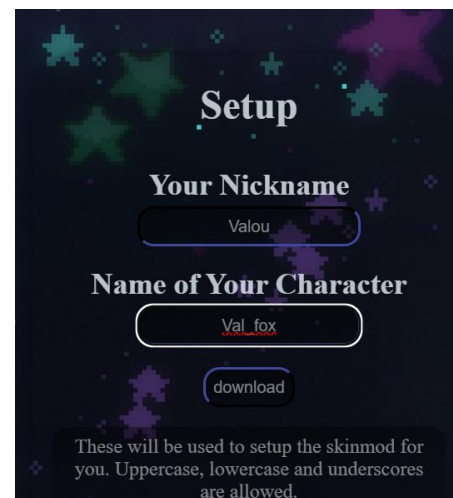 Setup
Your Nickname
Valou
Name of Your Character
Val_fox
download
These will be used to setup the skinmod for
you. Uppercase, lowercase and underscores
are allowed.